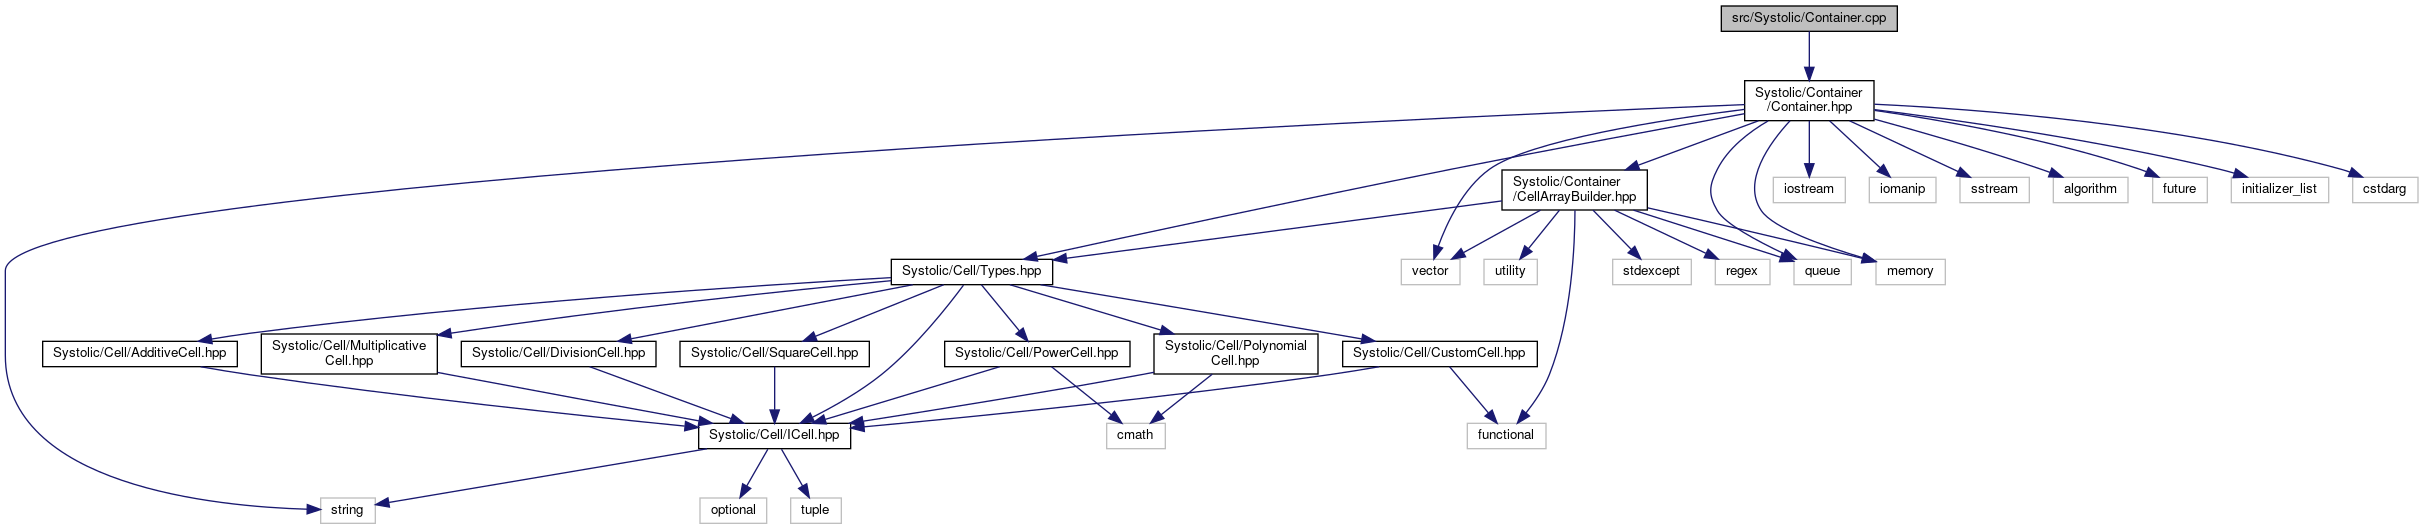 src/Systolic/Container.cpp
Systolic/Container
/Container.hpp
Systolic/Container
/CellArrayBuilder.hpp
iostream
iomanip
sstream
algorithm
future
initializer_list
cstdarg
Systolic/Cell/Types.hpp
vector
utility
stdexcept
regex
queue
memory
Systolic/Cell/AdditiveCell.hpp
Systolic/Cell/Multiplicative
Cell.hpp
Systolic/Cell/DivisionCell.hpp
Systolic/Cell/SquareCell.hpp
Systolic/Cell/PowerCell.hpp
Systolic/Cell/Polynomial
Cell.hpp
Systolic/Cell/CustomCell.hpp
Systolic/Cell/ICell.hpp
cmath
functional
string
optional
tuple